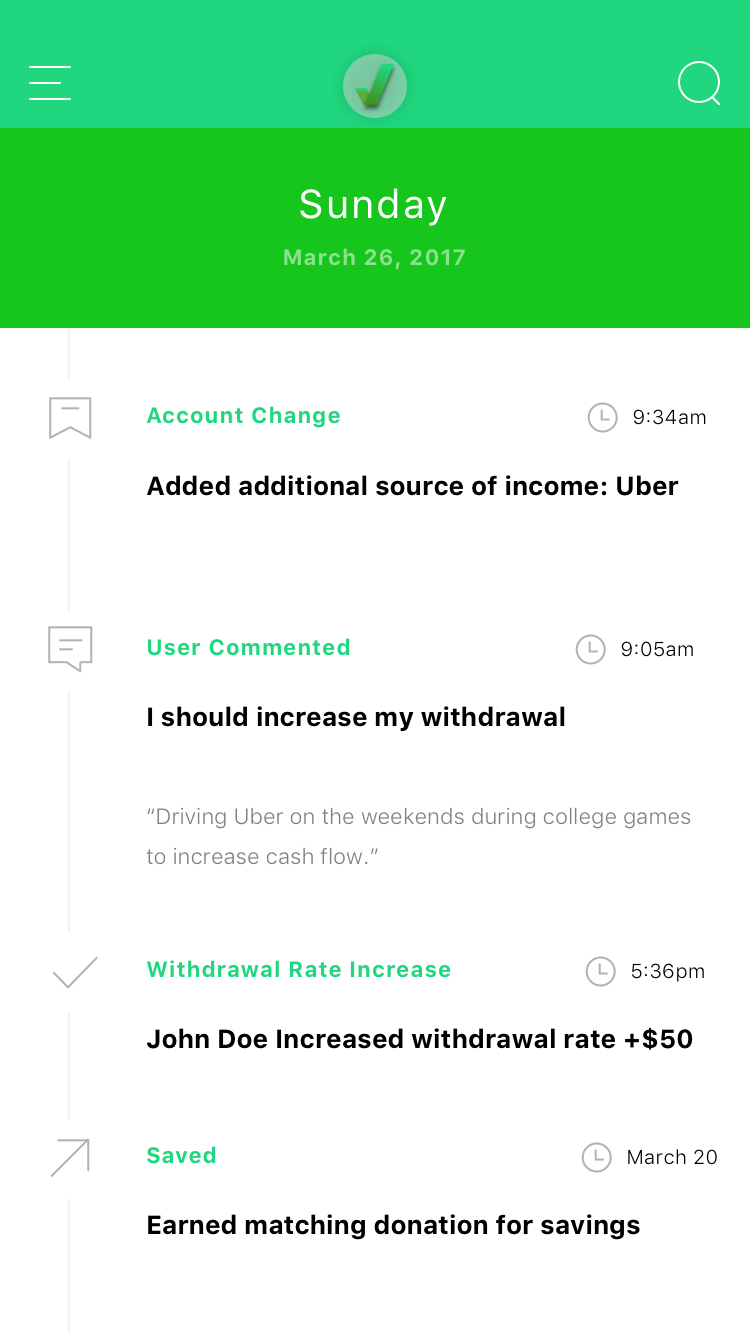 Sunday
March 26, 2017
Account Change 9:34am
Added additional source of income: Uber
User Commented 9:05am
I should increase my withdrawal
“Driving Uber on the weekends during college games
to increase cash flow.”
Withdrawal Rate Increase 5:36pm
John Doe Increased withdrawal rate +$50
Saved March 20
Earned matching donation for savings